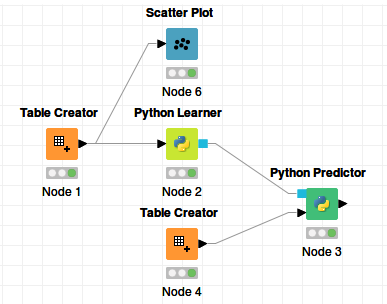 Scatter Plot
Node 6
Table Creator
Node 1
Python Learner
Node 2
Python Predictor
Node 3
Table Creator
Node 4